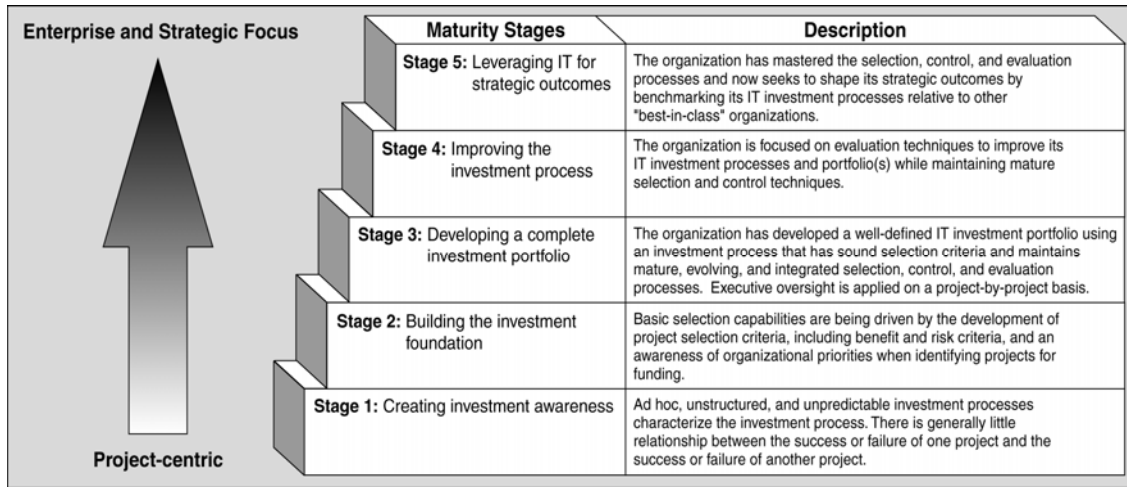 Enterprise and Strategic Focus
Maturity Stages
Description
Stage 5: Leveraging IT for
strategic outcomes
The organization has mastered the selection, control, and evaluation
processes and now seeks to shape its strategic outcomes by
benchmarking its IT investment processes relative to other
"best-in-class" organizations.
Stage 4: Improving the
investment process
The organization is focused on evaluation techniques to improve its
IT investment processes and portfolio(s) while maintaining mature
selection and control techniques.
Stage 3: Developing a complete
investment portfolio
The organization has developed a well-defined IT investment portfolio using
an investment process that has sound selection criteria and maintains
mature, evolving, and integrated selection, control, and evaluation
processes. Executive oversight is applied on a project-by-project basis.
Stage 2: Building the investment
foundation
Basic selection capabilities are being driven by the development of
project selection criteria, including benefit and risk criteria, and an
awareness of organizational priorities when identifying projects for
funding.
Stage 1: Creating investment awareness
Ad hoc, unstructured, and unpredictable investment processes
characterize the investment process. There is generally little
relationship between the success or failure of one project and the
success or failure of another project.
Project-centric